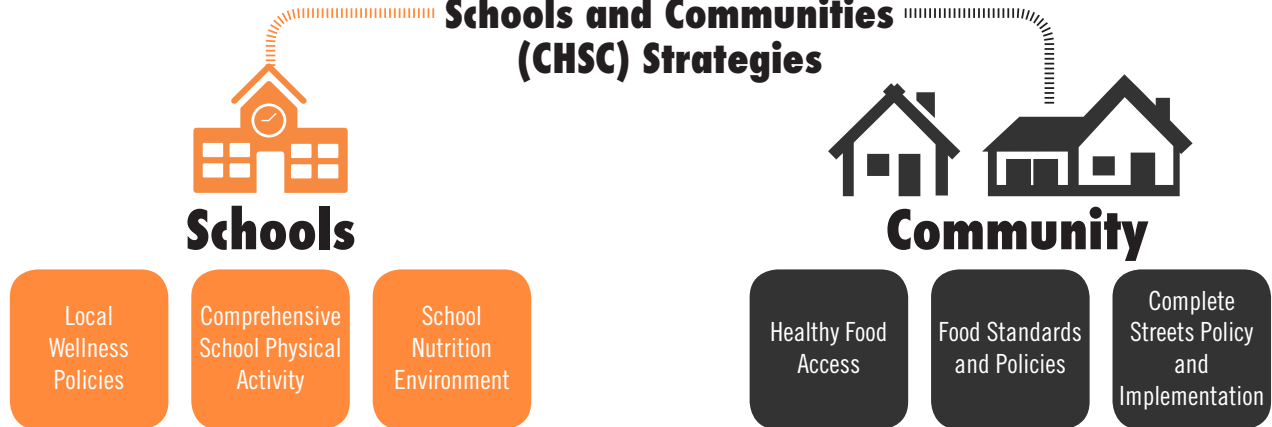 Schools and Communities
(CHSC) Strategies
Schools
Local
Wellness
Policies
Comprehensive
School Physical
Activity
School
Nutrition
Environment
Community
Healthy Food
Access
Food Standards
and Policies
Complete
Streets Policy
and
Implementation